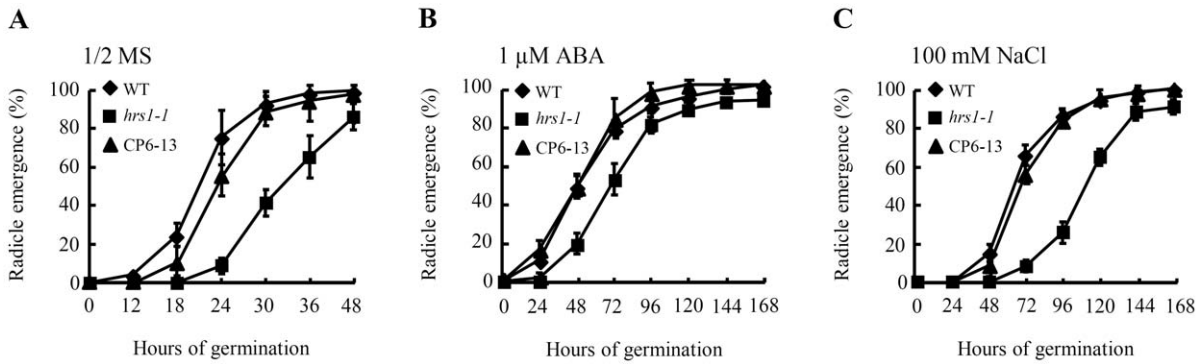 A
1/2 MS
Radicle emergence (%)
100
80
60
40
20
0
WT
hrs1-1
CP6-13
0 12 18 24 30 36 48
Hours of germination
B
1 µM ABA
Radicle emergence (%)
100
80
60
40
20
0
WT
hrs1-1
CP6-13
0 24 48 72 96 120 144 168
Hours of germination
C
100 mM NaCl
Radicle emergence (%)
100
80
60
40
20
0
WT
hrs1-1
CP6-13
0 24 48 72 96 120 144 168
Hours of germination